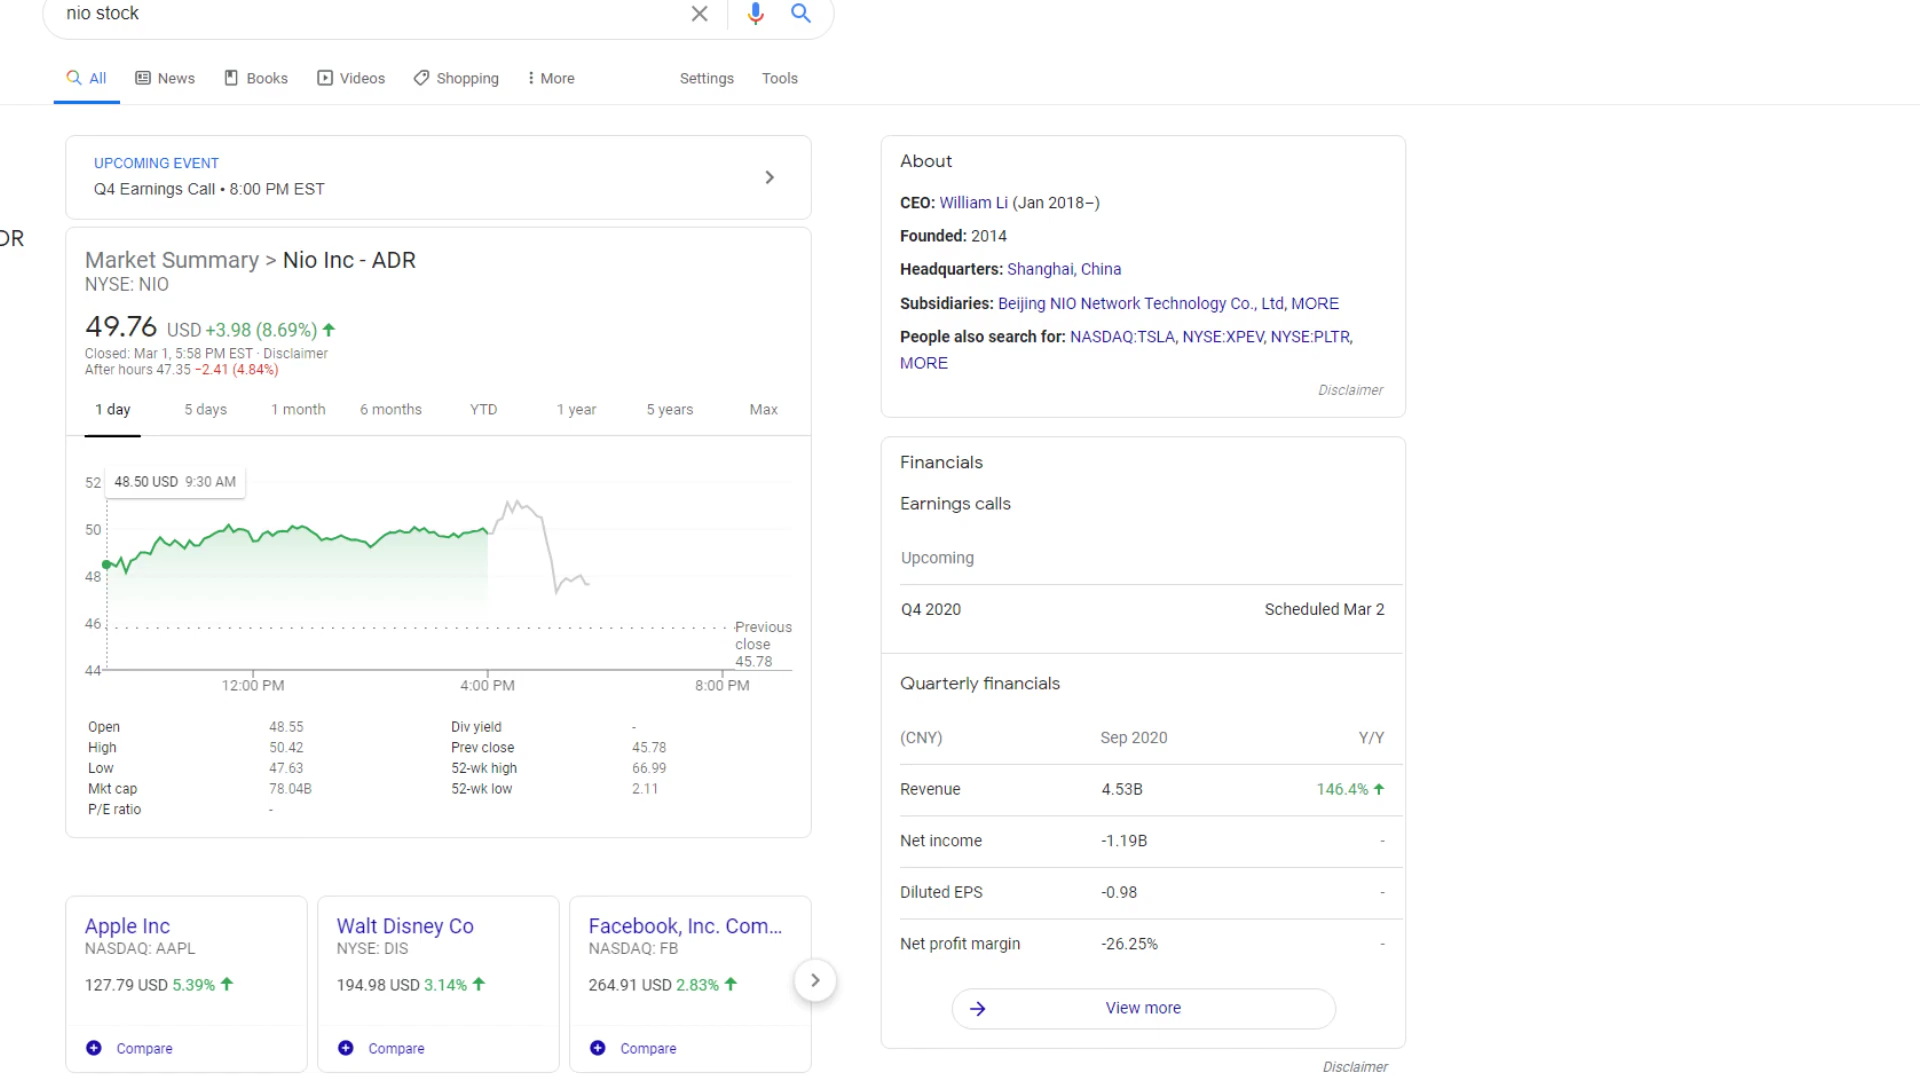 nio stock
All News Books Videos Shopping More Settings Tools
UPCOMING EVENT
Q4 Earnings Call • 8:00 PM EST
DR
Market Summary > Nio Inc - ADR
NYSE: NIO
49.76 USD +3.98 (8.69%)
Closed: Mar 1, 5:58 PM EST · Disclaimer
After hours 47.35 −2.41 (4.84%)
1 day 5 days 1 month 6 months YTD 1 year 5 years Max
48.50 USD 9:30 AM
52
50
48
46
44
Previous
close
45.78
12:00 PM 4:00 PM 8:00 PM
Open 48.55 Div yield -
High 50.42 Prev close 45.78
Low 47.63 52-wk high 66.99
Mkt cap 78.04B 52-wk low 2.11
P/E ratio -
Apple Inc
NASDAQ: AAPL
127.79 USD 5.39%
Compare
Walt Disney Co
NYSE: DIS
194.98 USD 3.14%
Compare
Facebook, Inc. Com...
NASDAQ: FB
264.91 USD 2.83%
Compare
About
CEO: William Li (Jan 2018–)
Founded: 2014
Headquarters: Shanghai, China
Subsidiaries: Beijing NIO Network Technology Co., Ltd, MORE
People also search for: NASDAQ:TSLA, NYSE:XPEV, NYSE:PLTR,
MORE
Disclaimer
Financials
Earnings calls
Upcoming
Q4 2020 Scheduled Mar 2
Quarterly financials
(CNY) Sep 2020 Y/Y
Revenue 4.53B 146.4%
Net income -1.19B -
Diluted EPS -0.98 -
Net profit margin -26.25% -
View more
Disclaimer